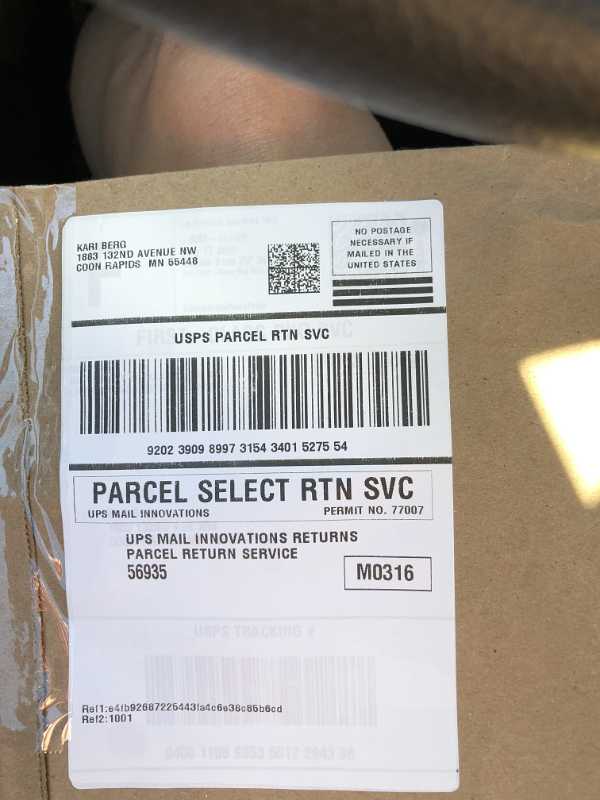 KARI BERG
1883 132ND AVENUE NW
COON RAPIDS MN 55448
NO POSTAGE
NECESSARY IF
MAILED IN THE
UNITED STATES
USPS PARCEL RTN SVC
9202 3909 8997 3154 3401 5275 54
PARCEL SELECT RTN SVC
UPS MAIL INNOVATIONS PERMIT NO. 77007
UPS MAIL INNOVATIONS RETURNS
PARCEL RETURN SERVICE
56935
M0316
USPS TRACKING #
Ref1:
Ref2:1001